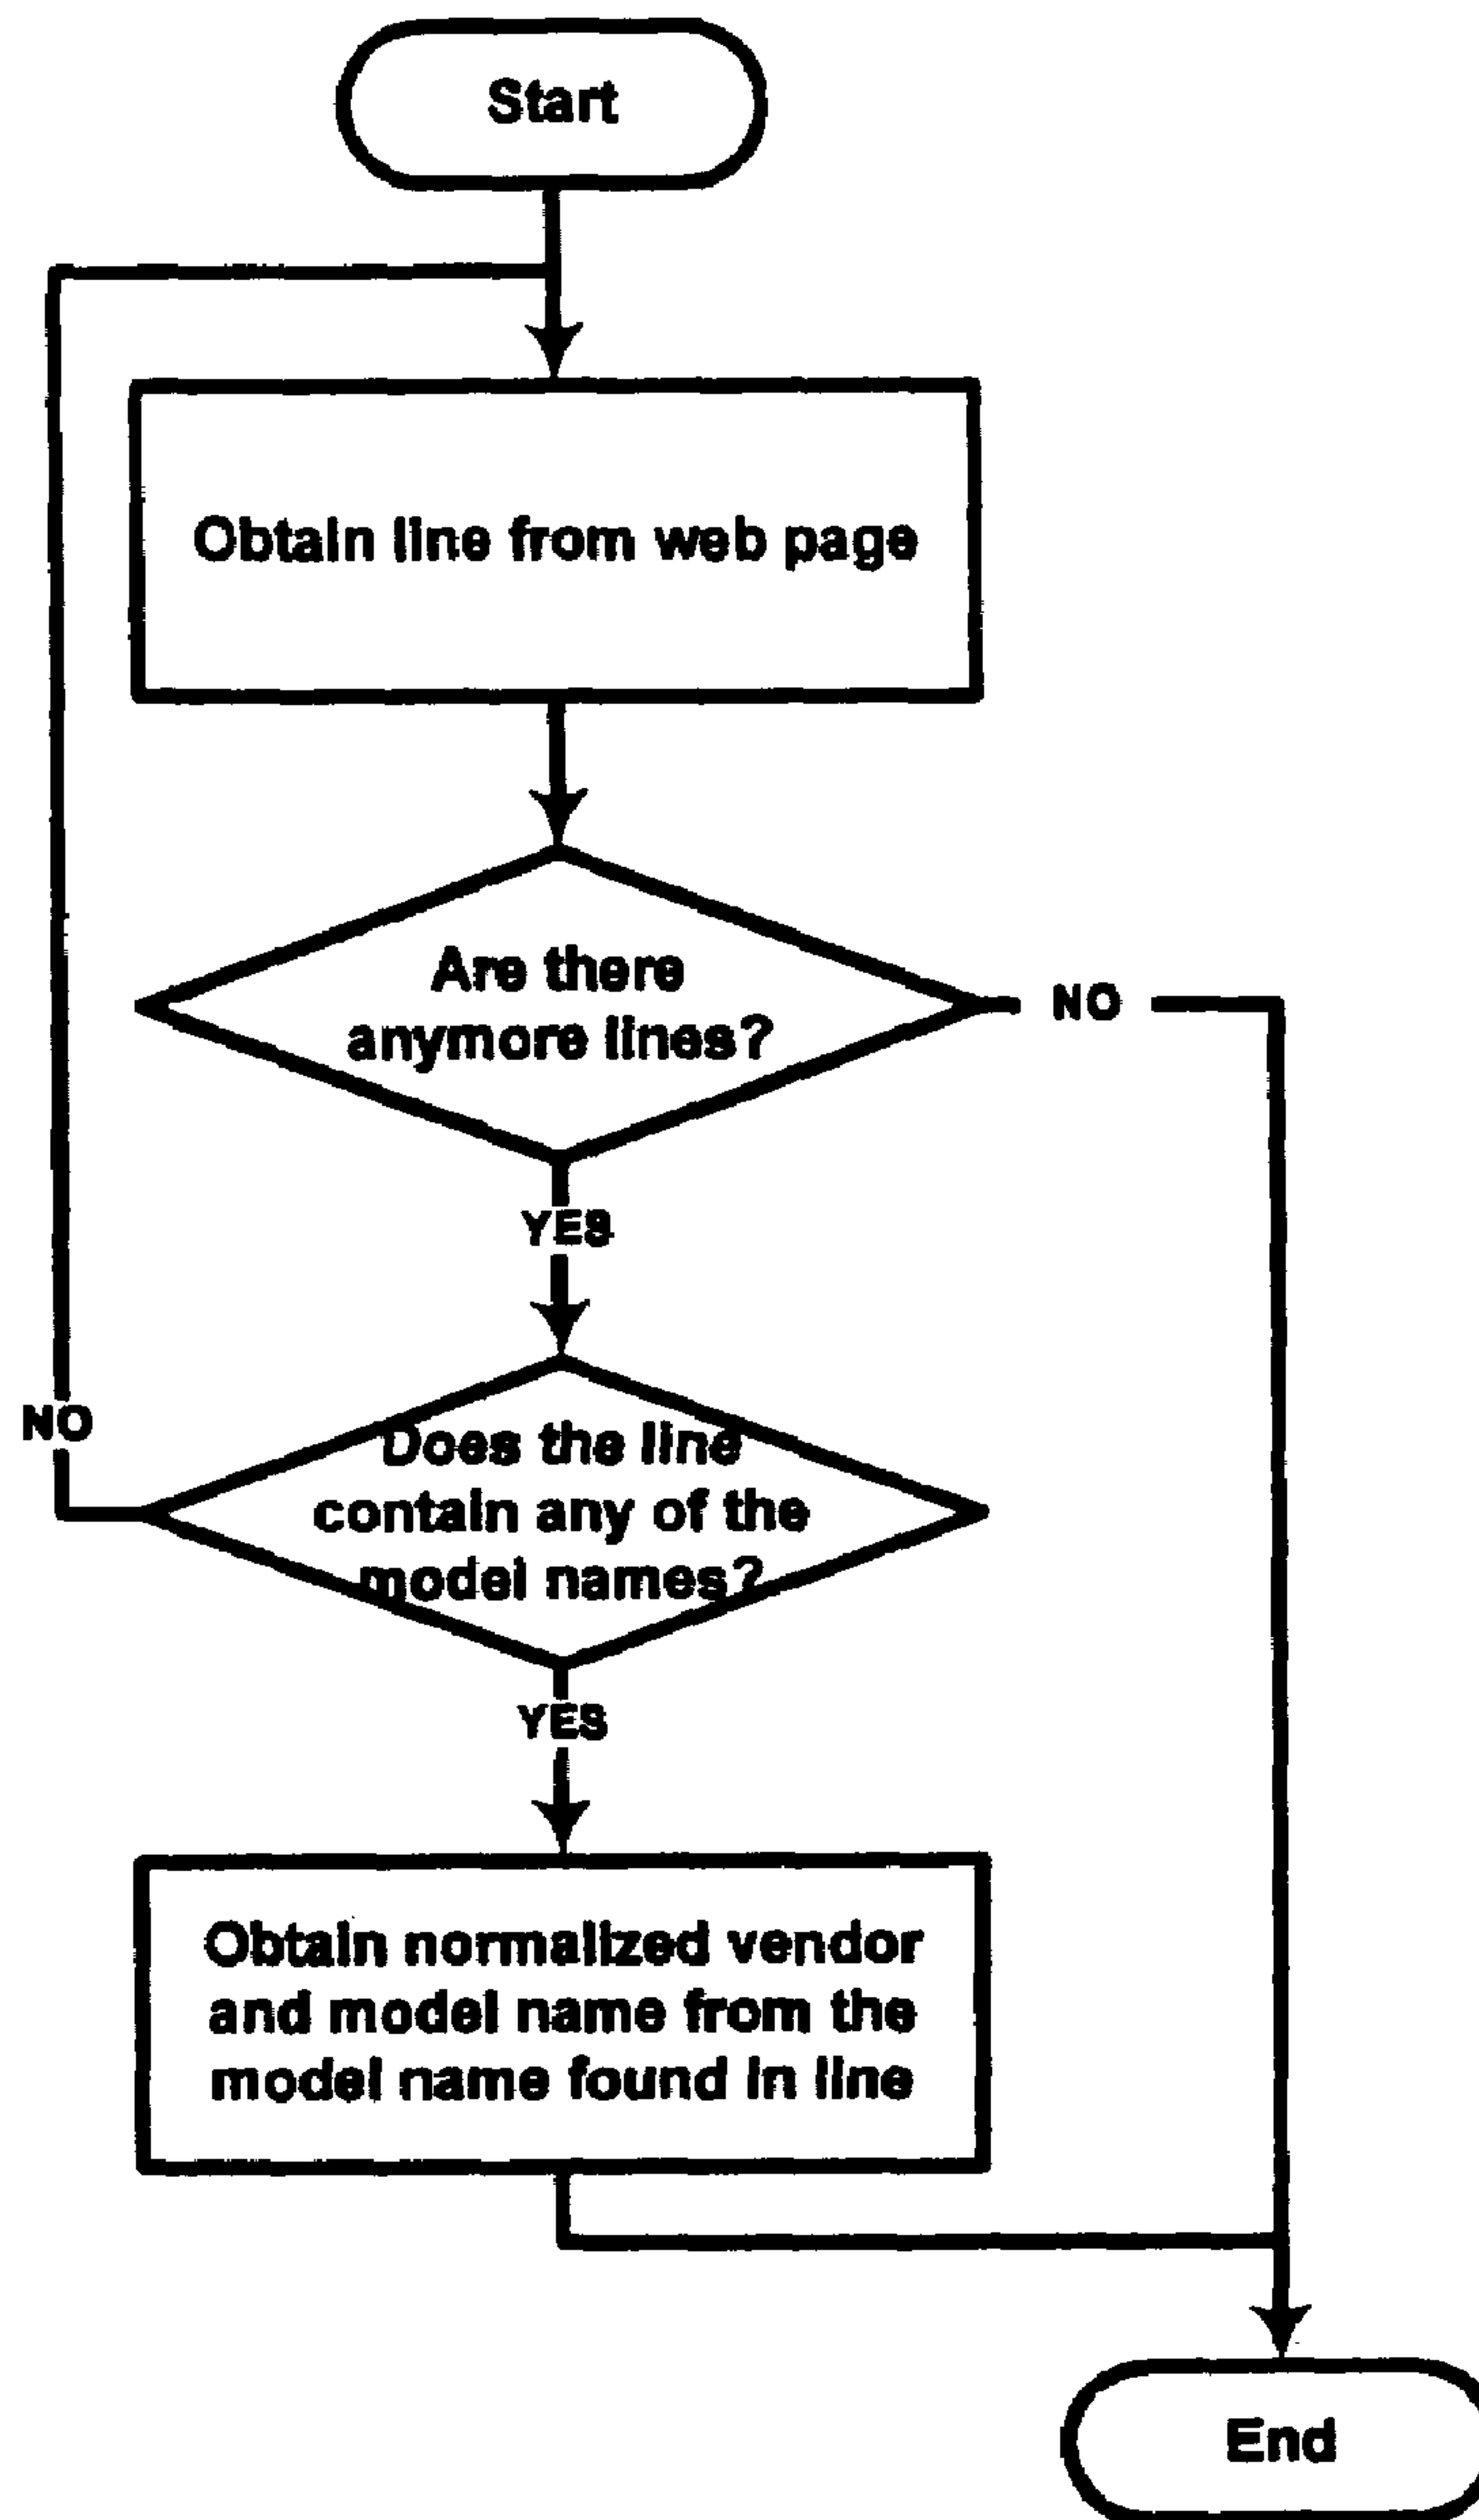 Start
Obtain line from web page
Are there
anymore lines?
NO
YES
NO
Does the line
contain any of the
model names?
YES
Obtain normalized vendor
and model name from the
model name found in line
End